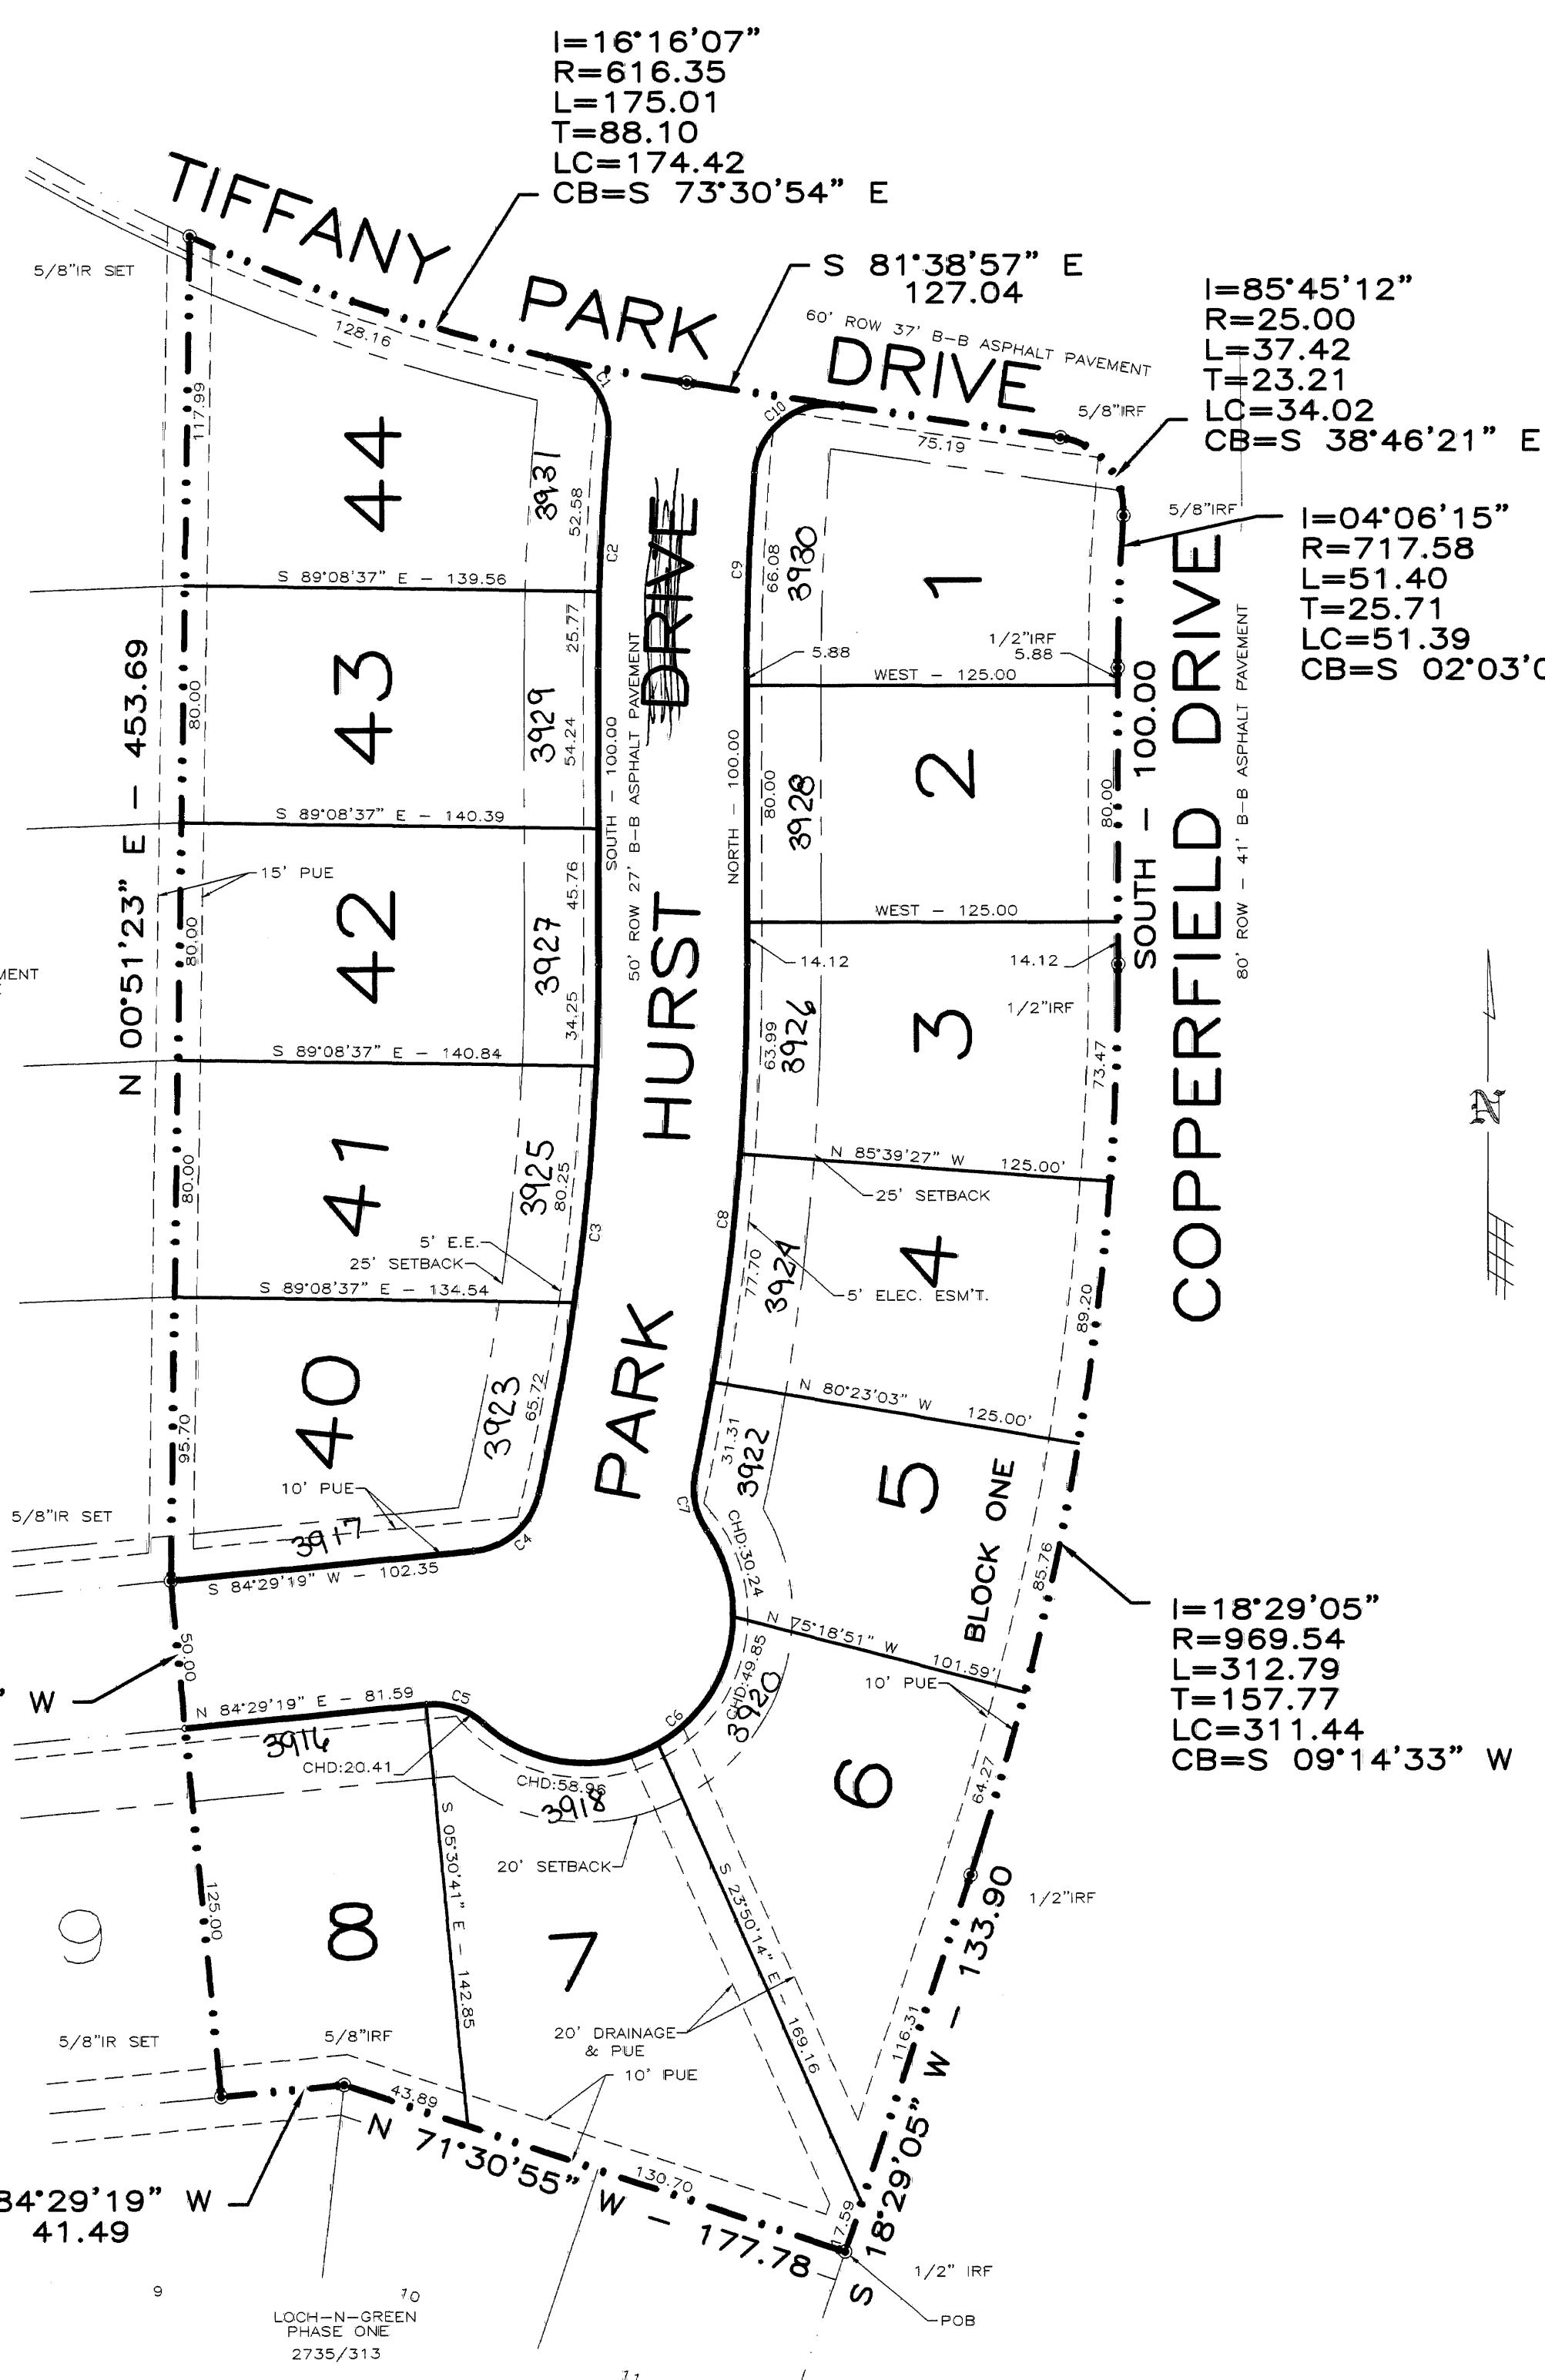 I=16°16'07"
R=616.35
L=175.01
T=88.10
LC=174.42
CB=S 73°30'54" E
TIFFANY PARK DRIVE
S 81°38'57" E
127.04
60' ROW 37' B-B ASPHALT PAVEMENT
I=85°45'12"
R=25.00
L=37.42
T=23.21
LC=34.02
CB=S 38°46'21" E
5/8"IRF
5/8"IRF
I=04°06'15"
R=717.58
L=51.40
T=25.71
LC=51.39
CB=S 02°03'0
5/8"IR SET
128.16
C1
C10
75.19
117.99
44
3931
52.58
C2
DRIVE
C9
66.08
3930
1
S 89°08'37" E - 139.56
1/2"IRF
5.88
5.88
WEST - 125.00
N 00°51'23" E - 453.69
80.00
43
25.77
3929
54.24
SOUTH - 100.00
50' ROW 27' B-B ASPHALT PAVEMENT
NORTH - 100.00
80.00
3928
2
80.00
SOUTH - 100.00
COPPERFIELD DRIVE
80' ROW - 41' B-B ASPHALT PAVEMENT
S 89°08'37" E - 140.39
15' PUE
80.00
42
45.76
3927
34.25
WEST - 125.00
14.12
14.12
1/2"IRF
MENT
PARK HURST
63.99
3926
3
73.47
S 89°08'37" E - 140.84
80.00
41
3925
80.25
C3
N
N 85°39'27" W 125.00'
25' SETBACK
5' E.E.
25' SETBACK
S 89°08'37" E - 134.54
C8
77.70
3924
4
5' ELEC. ESM'T.
89.20
95.70
40
3923
65.72
N 80°23'03" W 125.00'
31.31
3922
5
BLOCK ONE
85.76
10' PUE
5/8"IR SET
3917
C4
C7
CHD:30.24
S 84°29'19" W - 102.35
I=18°29'05"
R=969.54
L=312.79
T=157.77
LC=311.44
CB=S 09°14'33" W
50.00
' W
N 75°18'51" W 101.59'
10' PUE
N 84°29'19" E - 81.59
C5
C6
CHD:49.85
3920
3916
CHD:20.41
CHD:58.96
3918
6
64.27
20' SETBACK
S 05°30'41" E - 142.85
S 23°50'14" E - 169.16
1/2"IRF
125.00
9
8
7
S 18°29'05" W - 133.90
116.31
5/8"IR SET
5/8"IRF
20' DRAINAGE
& PUE
10' PUE
43.89
N 71°30'55" W - 177.78
130.70
17.59
84°29'19" W
41.49
1/2" IRF
POB
9
10
LOCH-N-GREEN
PHASE ONE
2735/313
11